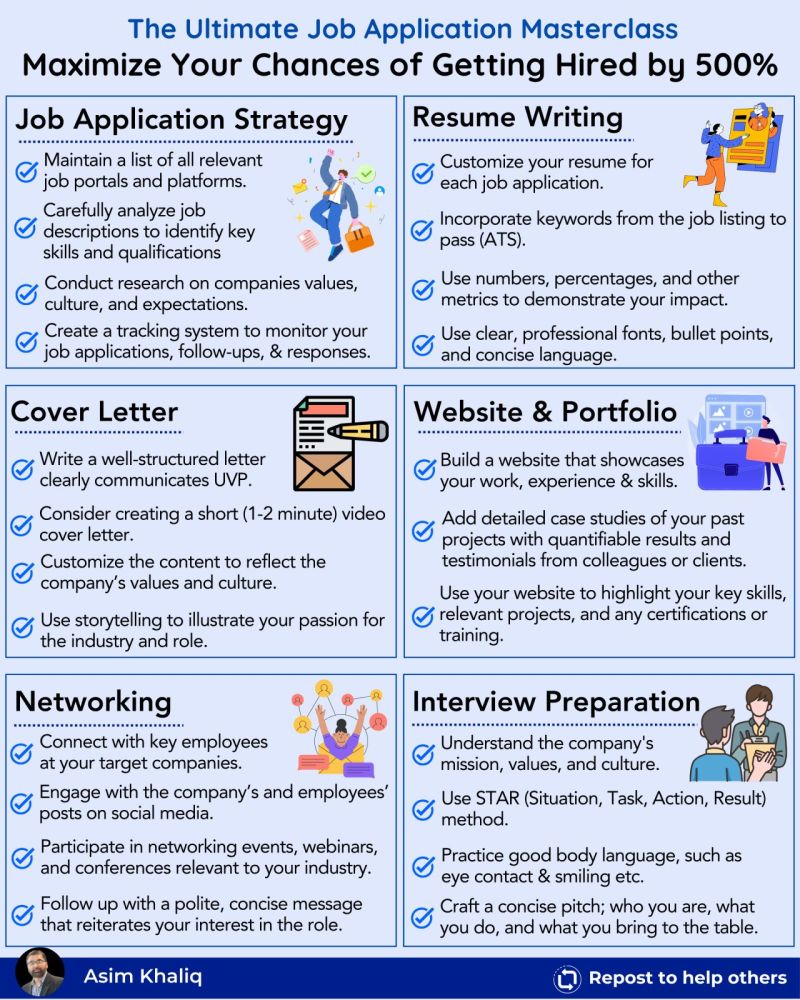 The Ultimate Job Application Masterclass
Maximize Your Chances of Getting Hired by 500%
Job Application Strategy
Maintain a list of all relevant
job portals and platforms.
Carefully analyze job
descriptions to identify key
skills and qualifications
Conduct research on companies values,
culture, and expectations.
Create a tracking system to monitor your
job applications, follow-ups, & responses.
Resume Writing
Customize your resume for
each job application.
Incorporate keywords from the job listing to
pass (ATS).
Use numbers, percentages, and other
metrics to demonstrate your impact.
Use clear, professional fonts, bullet points,
and concise language.
Cover Letter
Write a well-structured letter
clearly communicates UVP.
Consider creating a short (1-2 minute) video
cover letter.
Customize the content to reflect the
company's values and culture.
Use storytelling to illustrate your passion for
the industry and role.
Website & Portfolio
Build a website that showcases
your work, experience & skills.
Add detailed case studies of your past
projects with quantifiable results and
testimonials from colleagues or clients.
Use your website to highlight your key skills,
relevant projects, and any certifications or
training.
Networking
Connect with key employees
at your target companies.
Engage with the company's and employees'
posts on social media.
Participate in networking events, webinars,
and conferences relevant to your industry.
Follow up with a polite, concise message
that reiterates your interest in the role.
Interview Preparation
Understand the company's
mission, values, and culture.
Use STAR (Situation, Task, Action, Result)
method.
Practice good body language, such as
eye contact & smiling etc.
Craft a concise pitch; who you are, what
you do, and what you bring to the table.
Asim Khaliq
Repost to help others